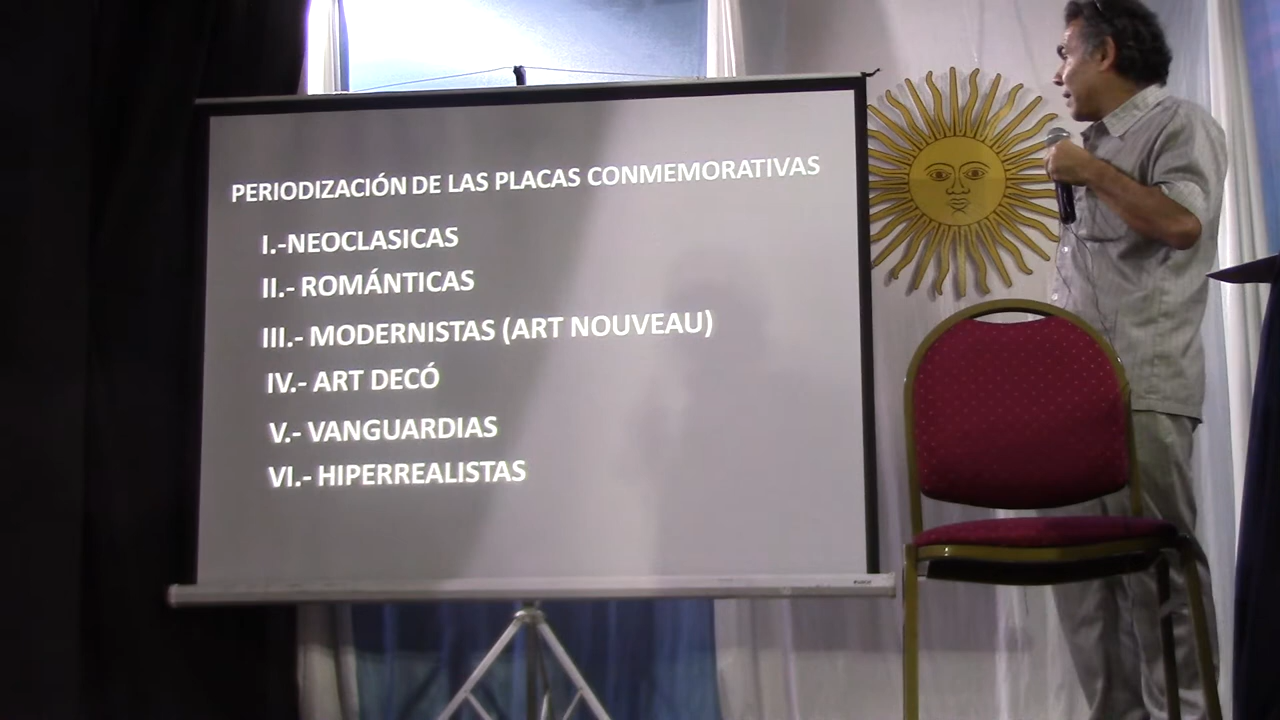 PERIODIZACIÓN DE LAS PLACAS CONMEMORATIVAS
I.-NEOCLASICAS
II.- ROMÁNTICAS
III.- MODERNISTAS (ART NOUVEAU)
IV.- ART DECÓ
V.- VANGUARDIAS
VI.- HIPERREALISTAS